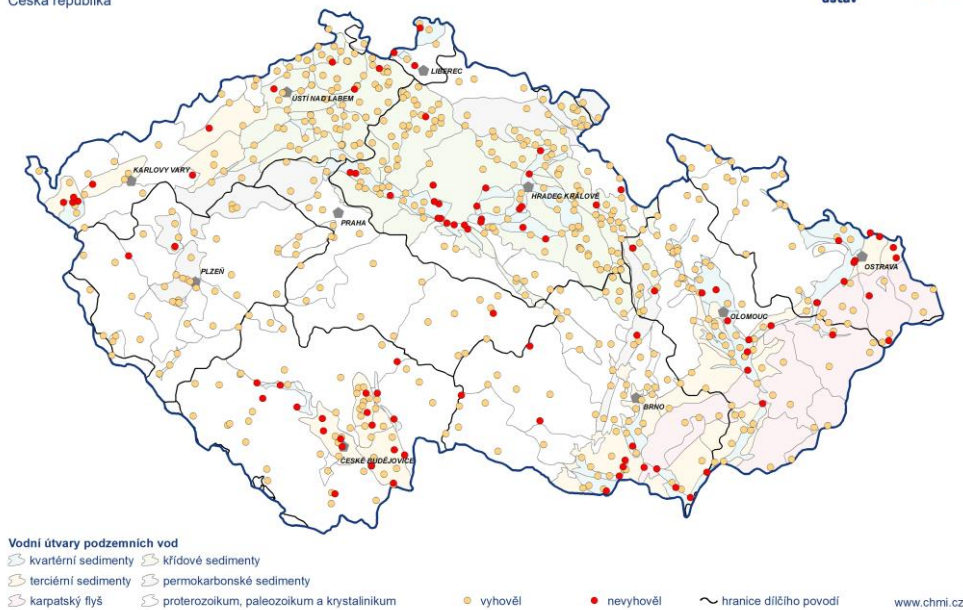 Česká republika
ústav
LIBEREC
ÚSTÍ NAD LABEM
KARLOVY VARY
HRADEC KRÁLOVÉ
PRAHA
PLZEŇ
OSTRAVA
OLOMOUC
BRNO
ČESKÉ BUDĚJOVICE
Vodní útvary podzemních vod
kvartérní sedimenty křídové sedimenty
terciérní sedimenty permokarbonské sedimenty
karpatský flyš proterozoikum, paleozoikum a krystalinikum vyhověl nevyhověl hranice dílčího povodí www.chmi.cz